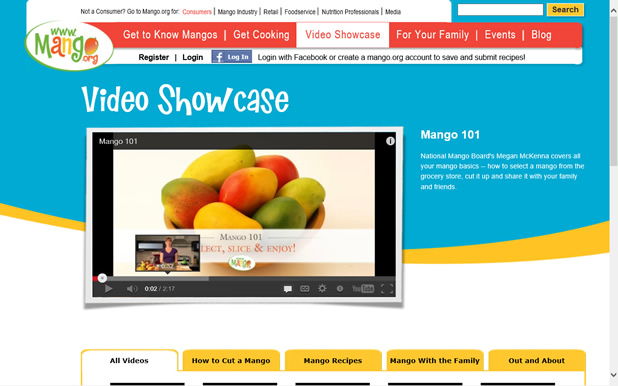 Not a Consumer? Go to Mango.org for: Consumers | Mango Industry | Retail | Foodservice | Nutrition Professionals | Media
Search
www.
Mango
.org
Get to Know Mangos | Get Cooking | Video Showcase | For Your Family | Events | Blog
Register | Login f Log In Login with Facebook or create a mango.org account to save and submit recipes!
Video Showcase
Mango 101
Mango 101
National Mango Board's Megan McKenna covers all
your mango basics -- how to select a mango from the
grocery store, cut it up and share it with your family
and friends.
MANGO 101
LECT, SLICE & ENJOY!
Mango
0:02
0:02 / 2:17
YouTube
All Videos
How to Cut a Mango
Mango Recipes
Mango With the Family
Out and About